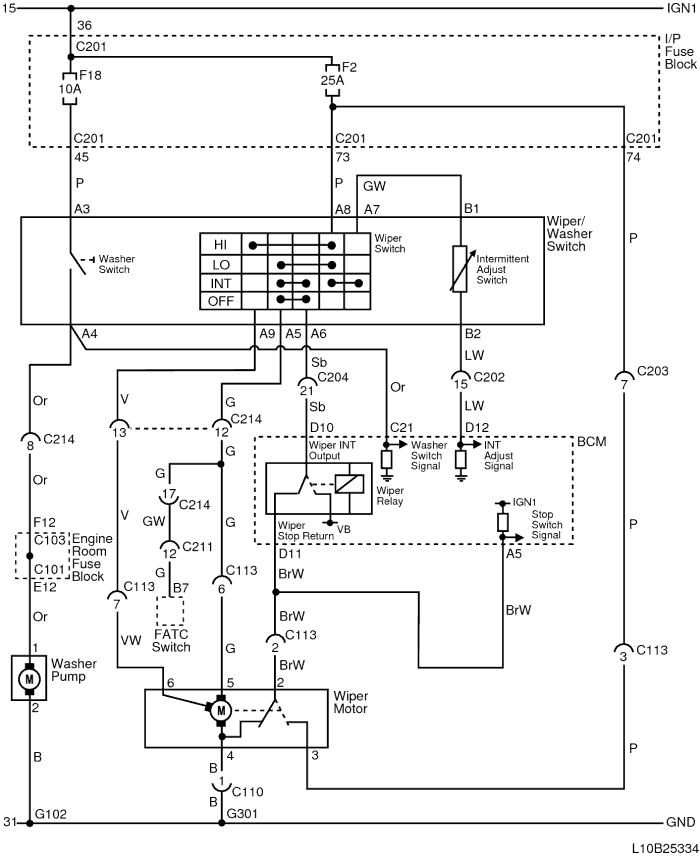 15 IGN1
36
I/P
Fuse
Block
C201
F18
10A
F2
25A
C201 C201 C201
45 73 74
P P GW
A3 A8 A7 B1
Wiper/
Washer
Switch
P
HI
LO
INT
OFF
Wiper
Switch
Washer
Switch
Intermittent
Adjust
Switch
A4 A9 A5 A6 B2
Sb LW
C204 C202 C203
21 15 7
Or V G Sb Or LW
C214 C214
8 13 12
D10 C21 D12
BCM
G
Wiper INT
Output
Washer
Switch
Signal
INT
Adjust
Signal
G
17
C214
Wiper
Relay
IGN1
Or
GW
V G
Wiper
Stop Return
VB
Stop
Switch
Signal
P
F12
C103
Engine
Room
Fuse
Block
C101
E12
12
C211
D11 A5
G B7
BrW
C113 C113
7 6
FATC
Switch
Or
BrW BrW
C113
2
VW G BrW
C113
3
1
Washer
Pump
M
2
6 5 2
Wiper
Motor
M
4 3
B B P
1
C110
B
31 G102 G301 GND
L10B25334